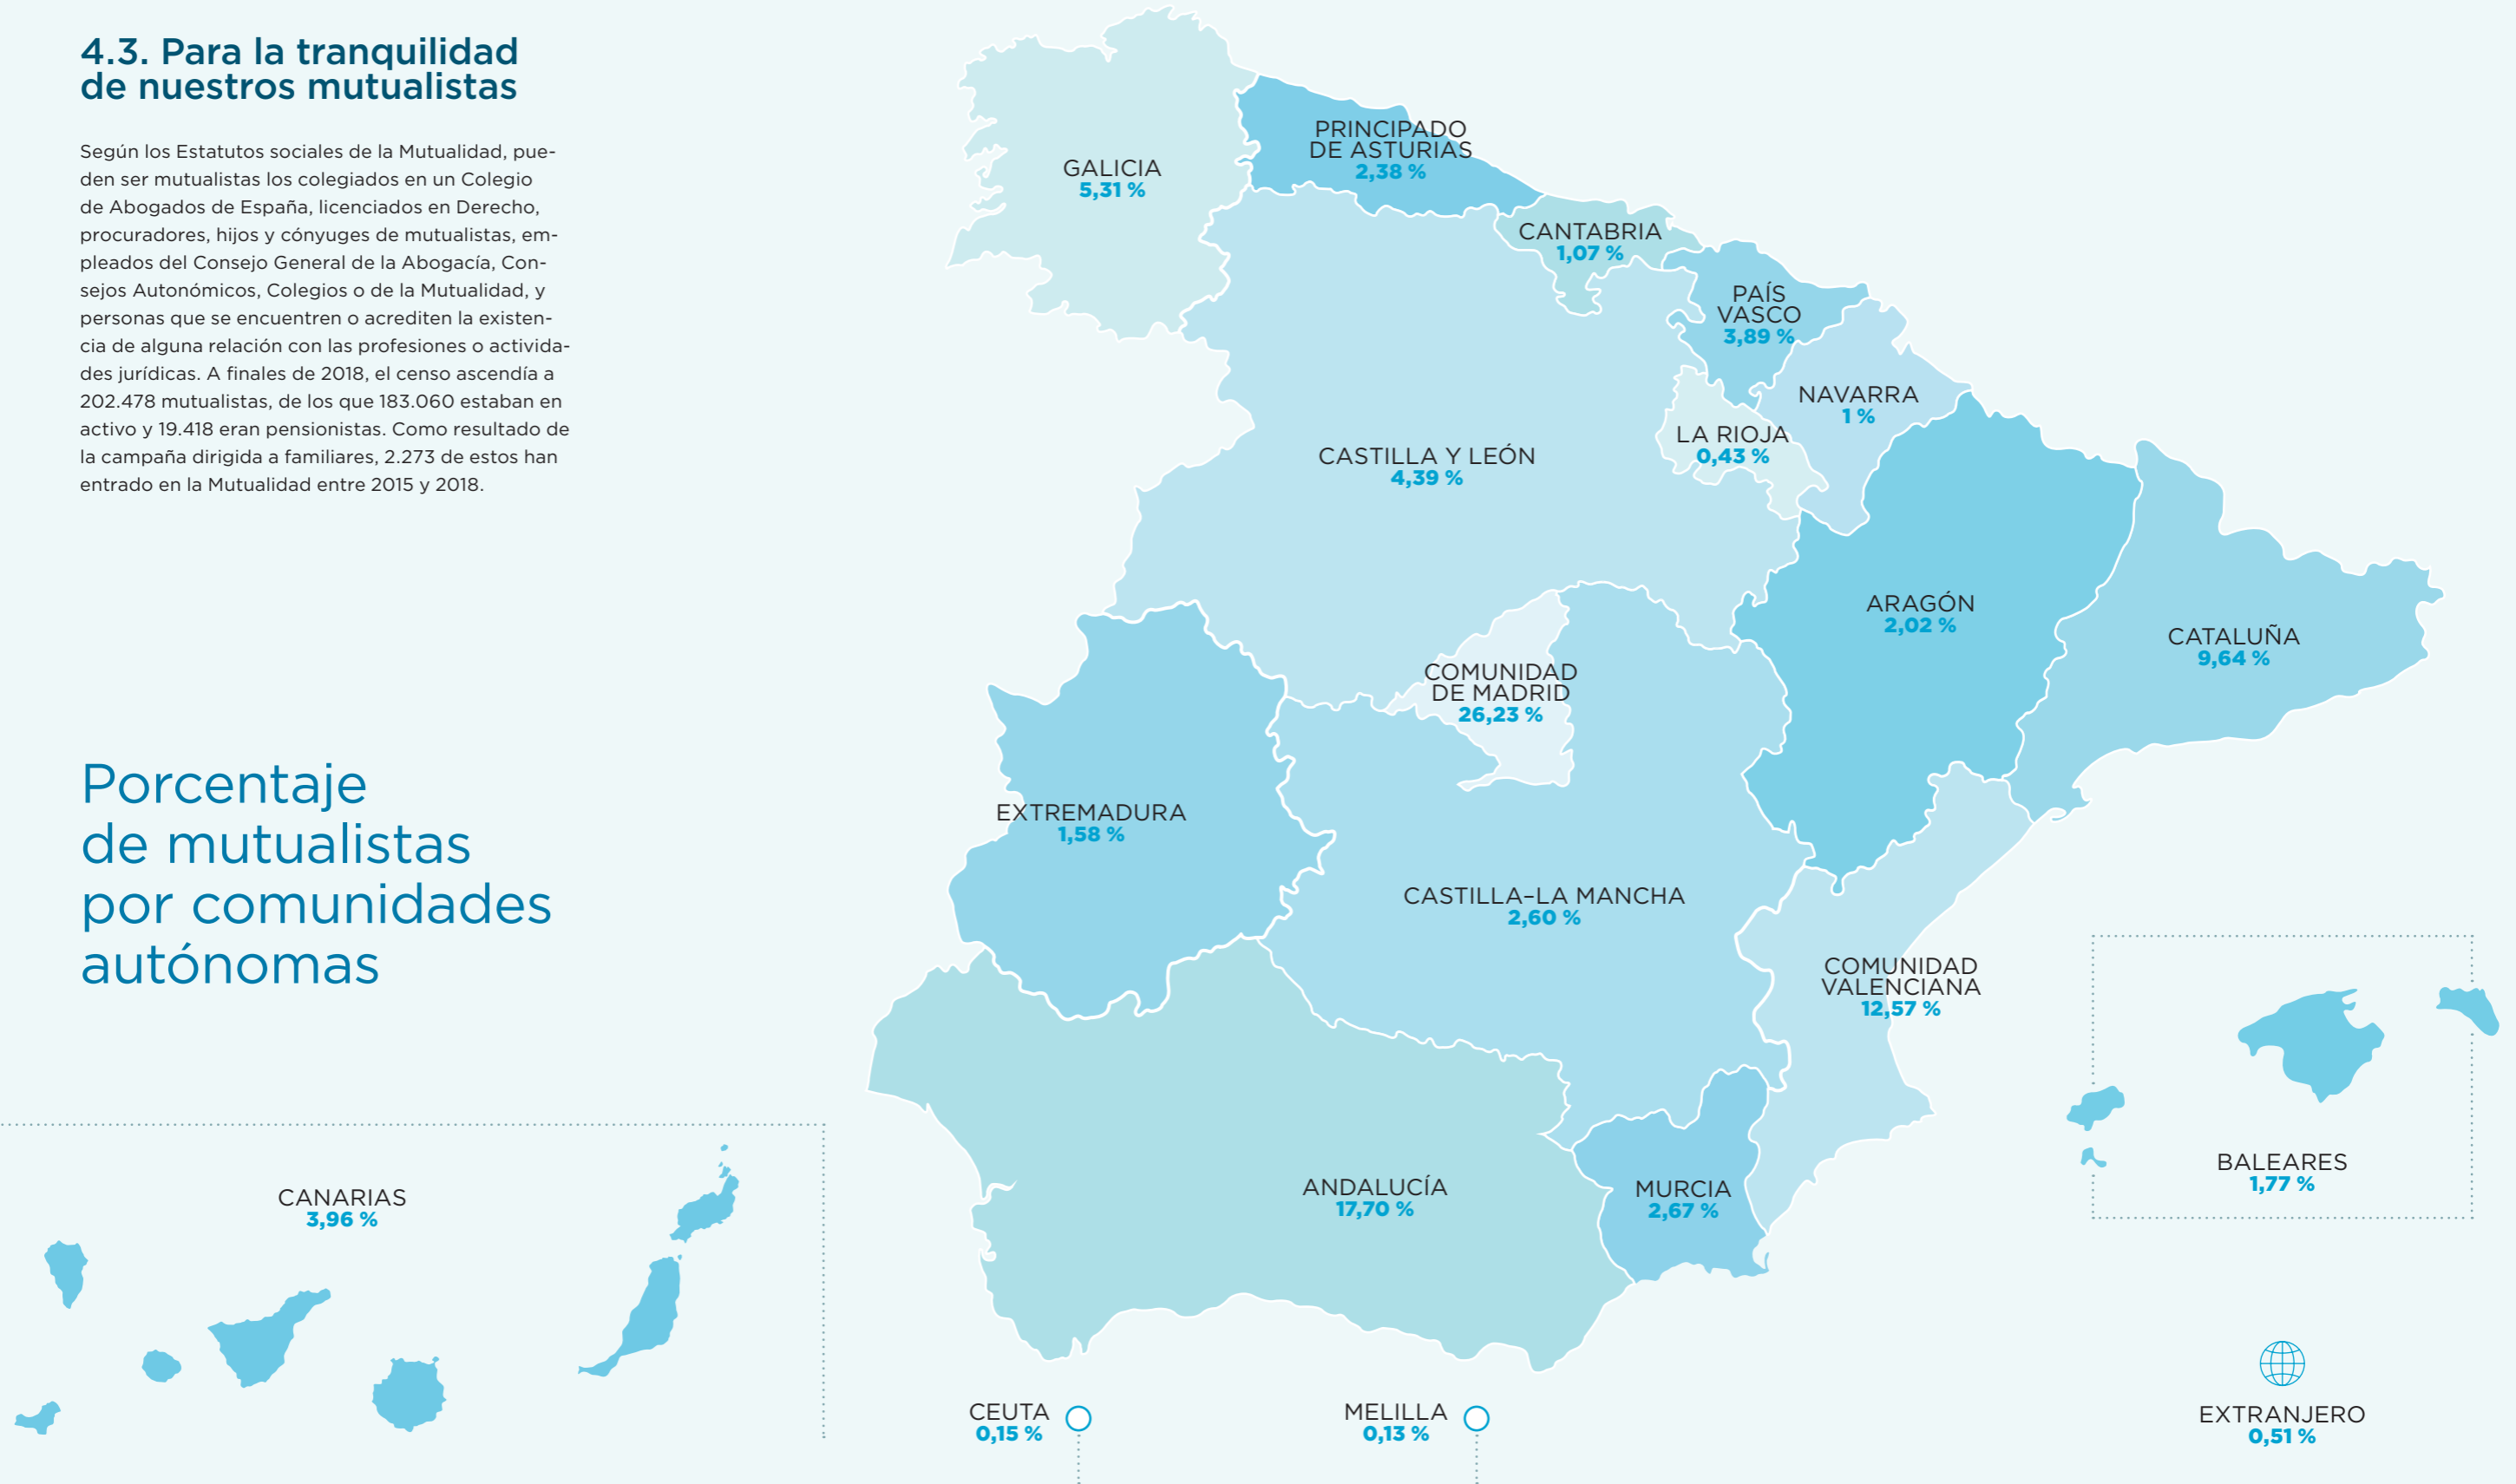 4.3. Para la tranquilidad
de nuestros mutualistas
Según los Estatutos sociales de la Mutualidad, pue-
den ser mutualistas los colegiados en un Colegio
de Abogados de España, licenciados en Derecho,
procuradores, hijos y cónyuges de mutualistas, em-
pleados del Consejo General de la Abogacía, Con-
sejos Autonómicos, Colegios o de la Mutualidad, y
personas que se encuentren o acrediten la existen-
cia de alguna relación con las profesiones o activida-
des jurídicas. A finales de 2018, el censo ascendía a
202.478 mutualistas, de los que 183.060 estaban en
activo y 19.418 eran pensionistas. Como resultado de
la campaña dirigida a familiares, 2.273 de estos han
entrado en la Mutualidad entre 2015 y 2018.
Porcentaje
de mutualistas
por comunidades
autónomas
GALICIA
5,31 %
PRINCIPADO
DE ASTURIAS
2,38 %
CANTABRIA
1,07 %
PAÍS
VASCO
3,89 %
NAVARRA
1 %
LA RIOJA
0,43 %
CASTILLA Y LEÓN
4,39 %
ARAGÓN
2,02 %
CATALUÑA
9,64 %
COMUNIDAD
DE MADRID
26,23 %
EXTREMADURA
1,58 %
CASTILLA–LA MANCHA
2,60 %
COMUNIDAD
VALENCIANA
12,57 %
BALEARES
1,77 %
ANDALUCÍA
17,70 %
MURCIA
2,67 %
CANARIAS
3,96 %
CEUTA
0,15 %
MELILLA
0,13 %
EXTRANJERO
0,51 %